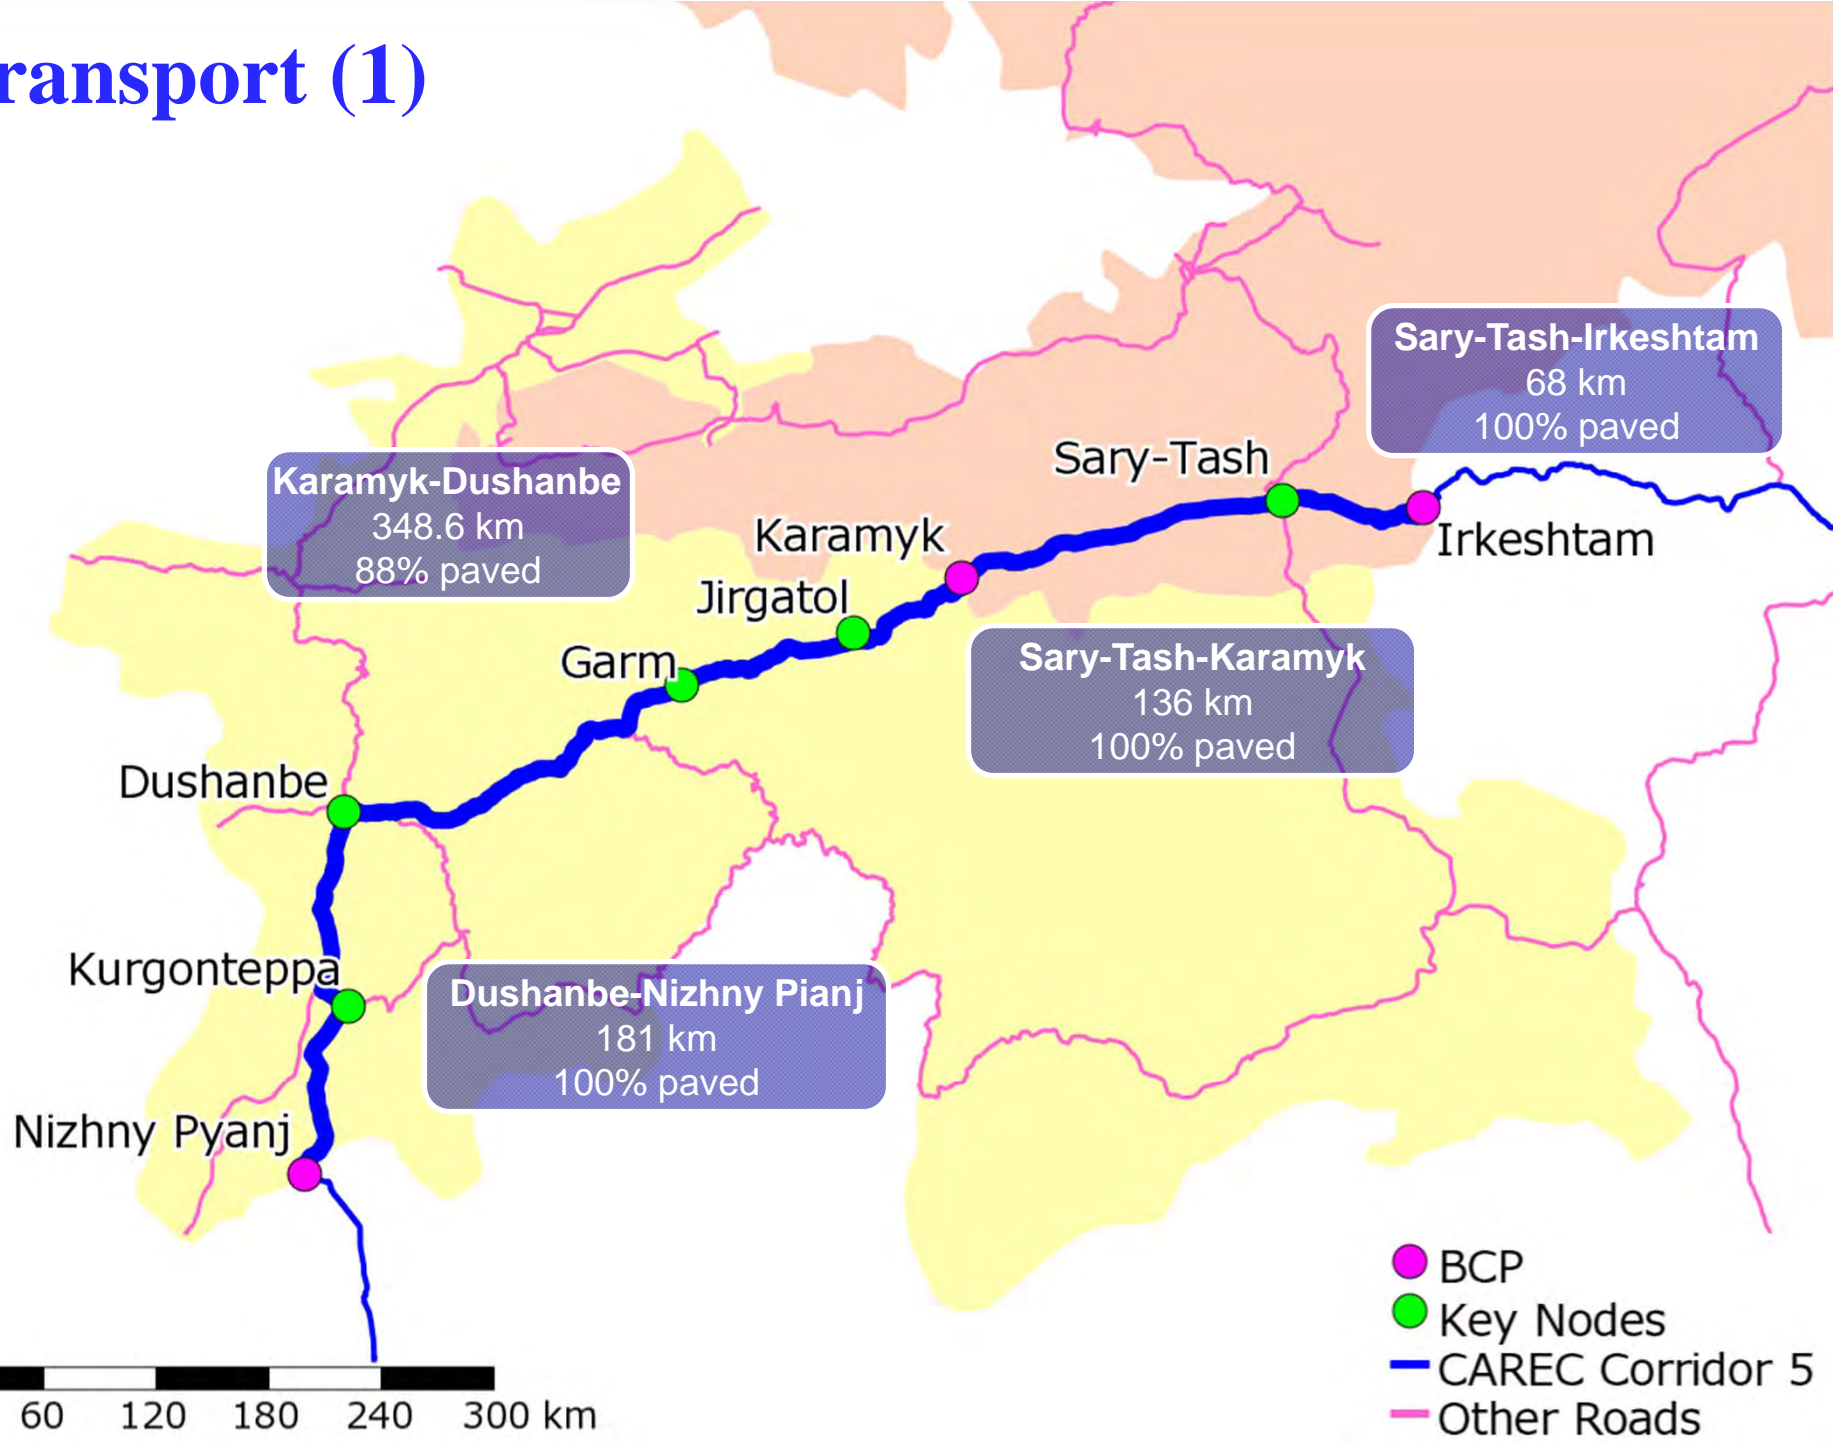 ransport (1)
Sary-Tash-Irkeshtam
68 km
100% paved
Sary-Tash
Karamyk-Dushanbe
348.6 km
88% paved
Karamyk
Irkeshtam
Jirgatol
Garm
Sary-Tash-Karamyk
136 km
100% paved
Dushanbe
Kurgonteppa
Dushanbe-Nizhny Pianj
181 km
100% paved
Nizhny Pyanj
BCP
Key Nodes
CAREC Corridor 5
Other Roads
60 120 180 240 300 km